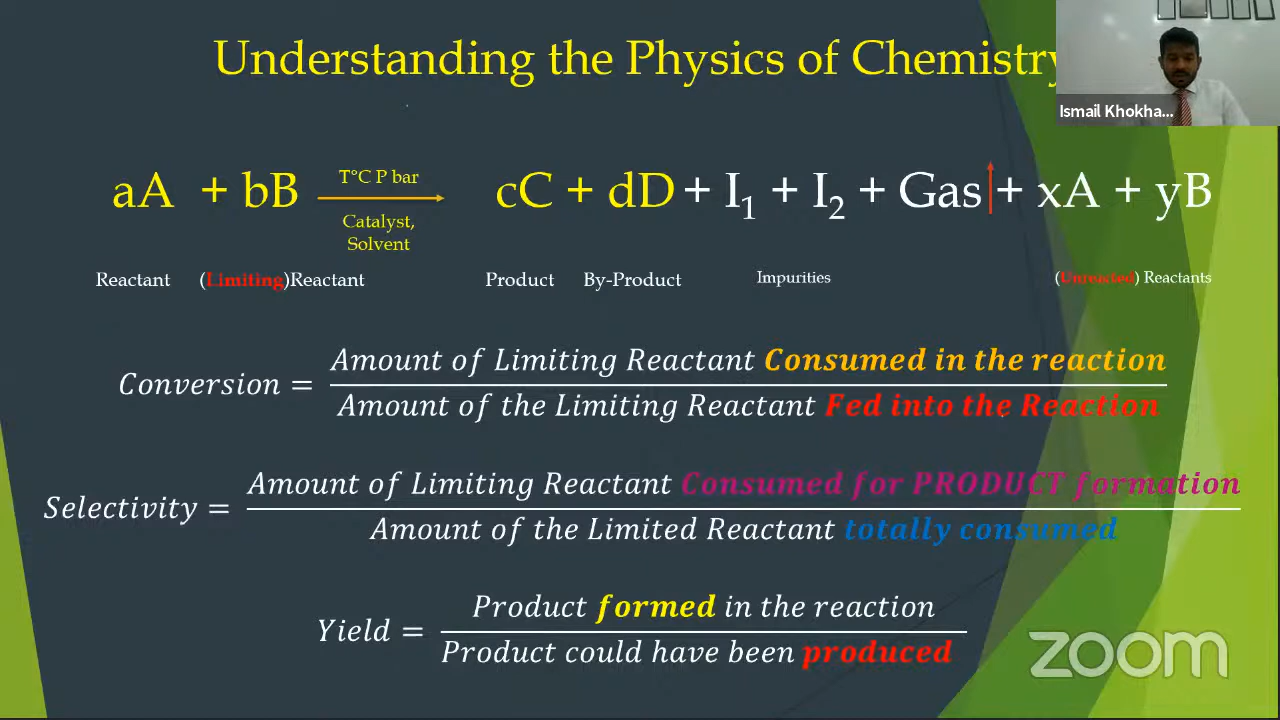 Understanding the Physics of Chemistry
Ismail Khokha...
aA + bB T°C P bar cC + dD + I₁ + I₂ + Gas + xA + yB
Catalyst,
Solvent
Reactant (Limiting)Reactant Product By-Product Impurities (Unreacted) Reactants
Conversion = Amount of Limiting Reactant Consumed in the reaction
Amount of the Limiting Reactant Fed into the Reaction
Selectivity = Amount of Limiting Reactant Consumed for PRODUCT formation
Amount of the Limited Reactant totally consumed
Yield = Product formed in the reaction
Product could have been produced
zoom